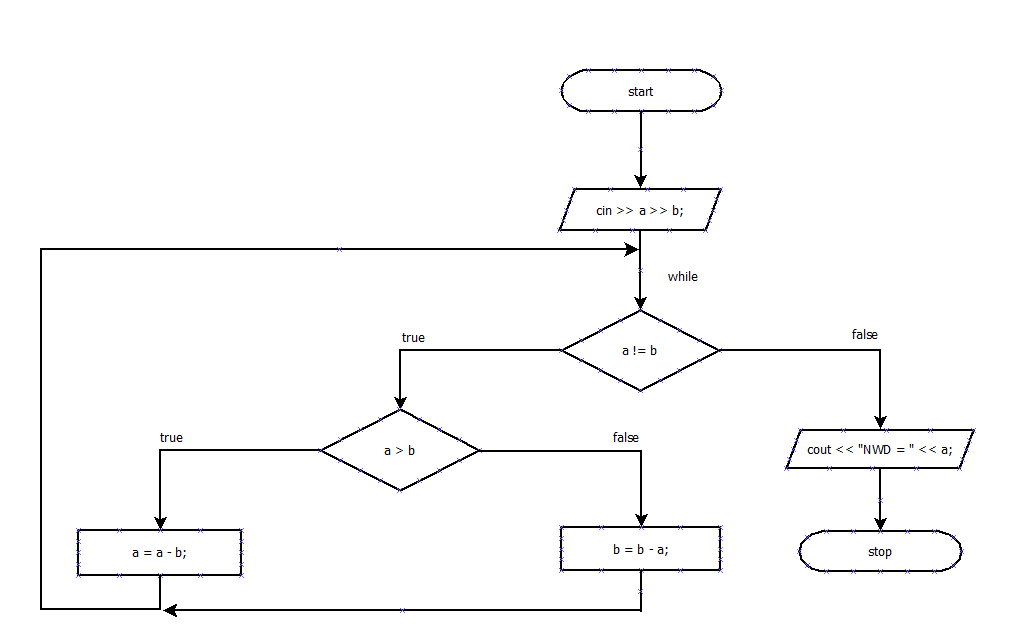 start
cin >> a >> b;
while
a != b
true
false
a > b
true
false
cout << "NWD = " << a;
a = a - b;
b = b - a;
stop